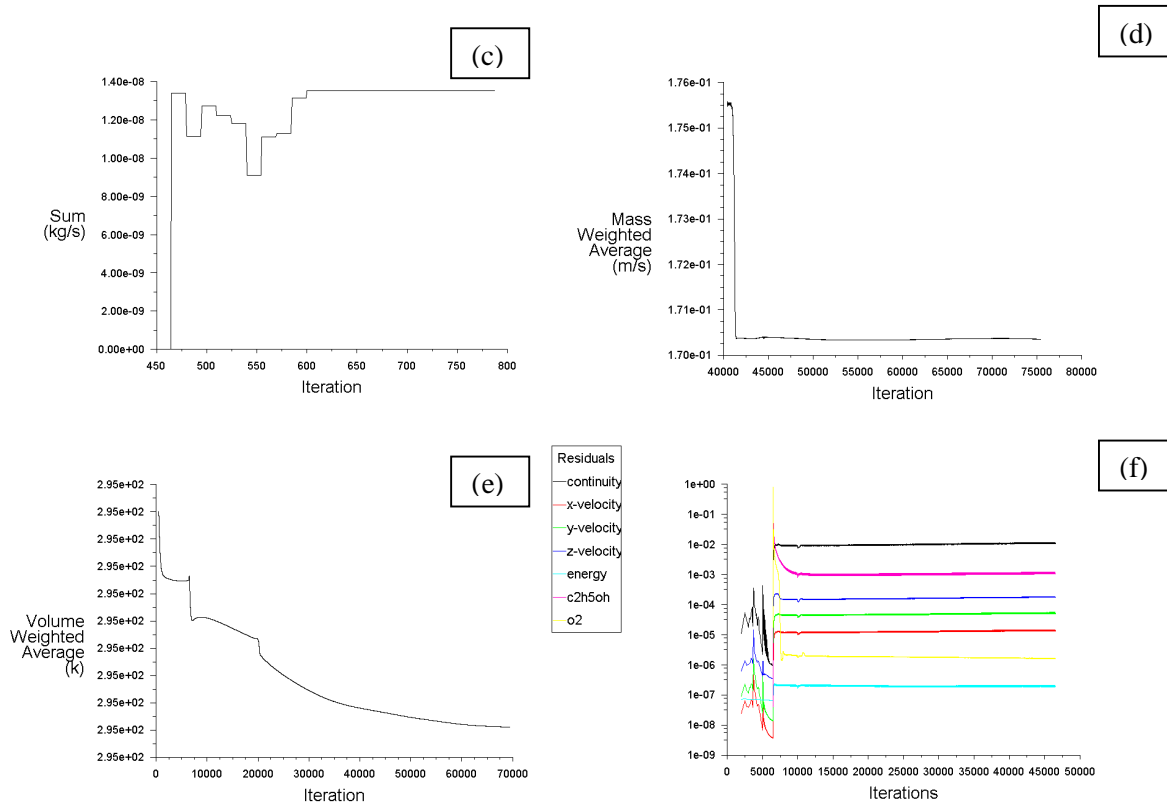 (c)
1.40e-08
1.20e-08
1.00e-08
8.00e-09
6.00e-09
4.00e-09
2.00e-09
0.00e+00
Sum
(kg/s)
450 500 550 600 650 700 750 800
Iteration
(d)
1.76e-01
1.75e-01
1.74e-01
1.73e-01
1.72e-01
1.71e-01
1.70e-01
Mass
Weighted
Average
(m/s)
40000 45000 50000 55000 60000 65000 70000 75000 80000
Iteration
(e)
2.95e+02
2.95e+02
2.95e+02
2.95e+02
2.95e+02
2.95e+02
2.95e+02
2.95e+02
2.95e+02
2.95e+02
2.95e+02
Volume
Weighted
Average
(k)
0 10000 20000 30000 40000 50000 60000 70000
Iteration
Residuals
continuity
x-velocity
y-velocity
z-velocity
energy
c2h5oh
o2
(f)
1e+00
1e-01
1e-02
1e-03
1e-04
1e-05
1e-06
1e-07
1e-08
1e-09
0 5000 10000 15000 20000 25000 30000 35000 40000 45000 50000
Iterations